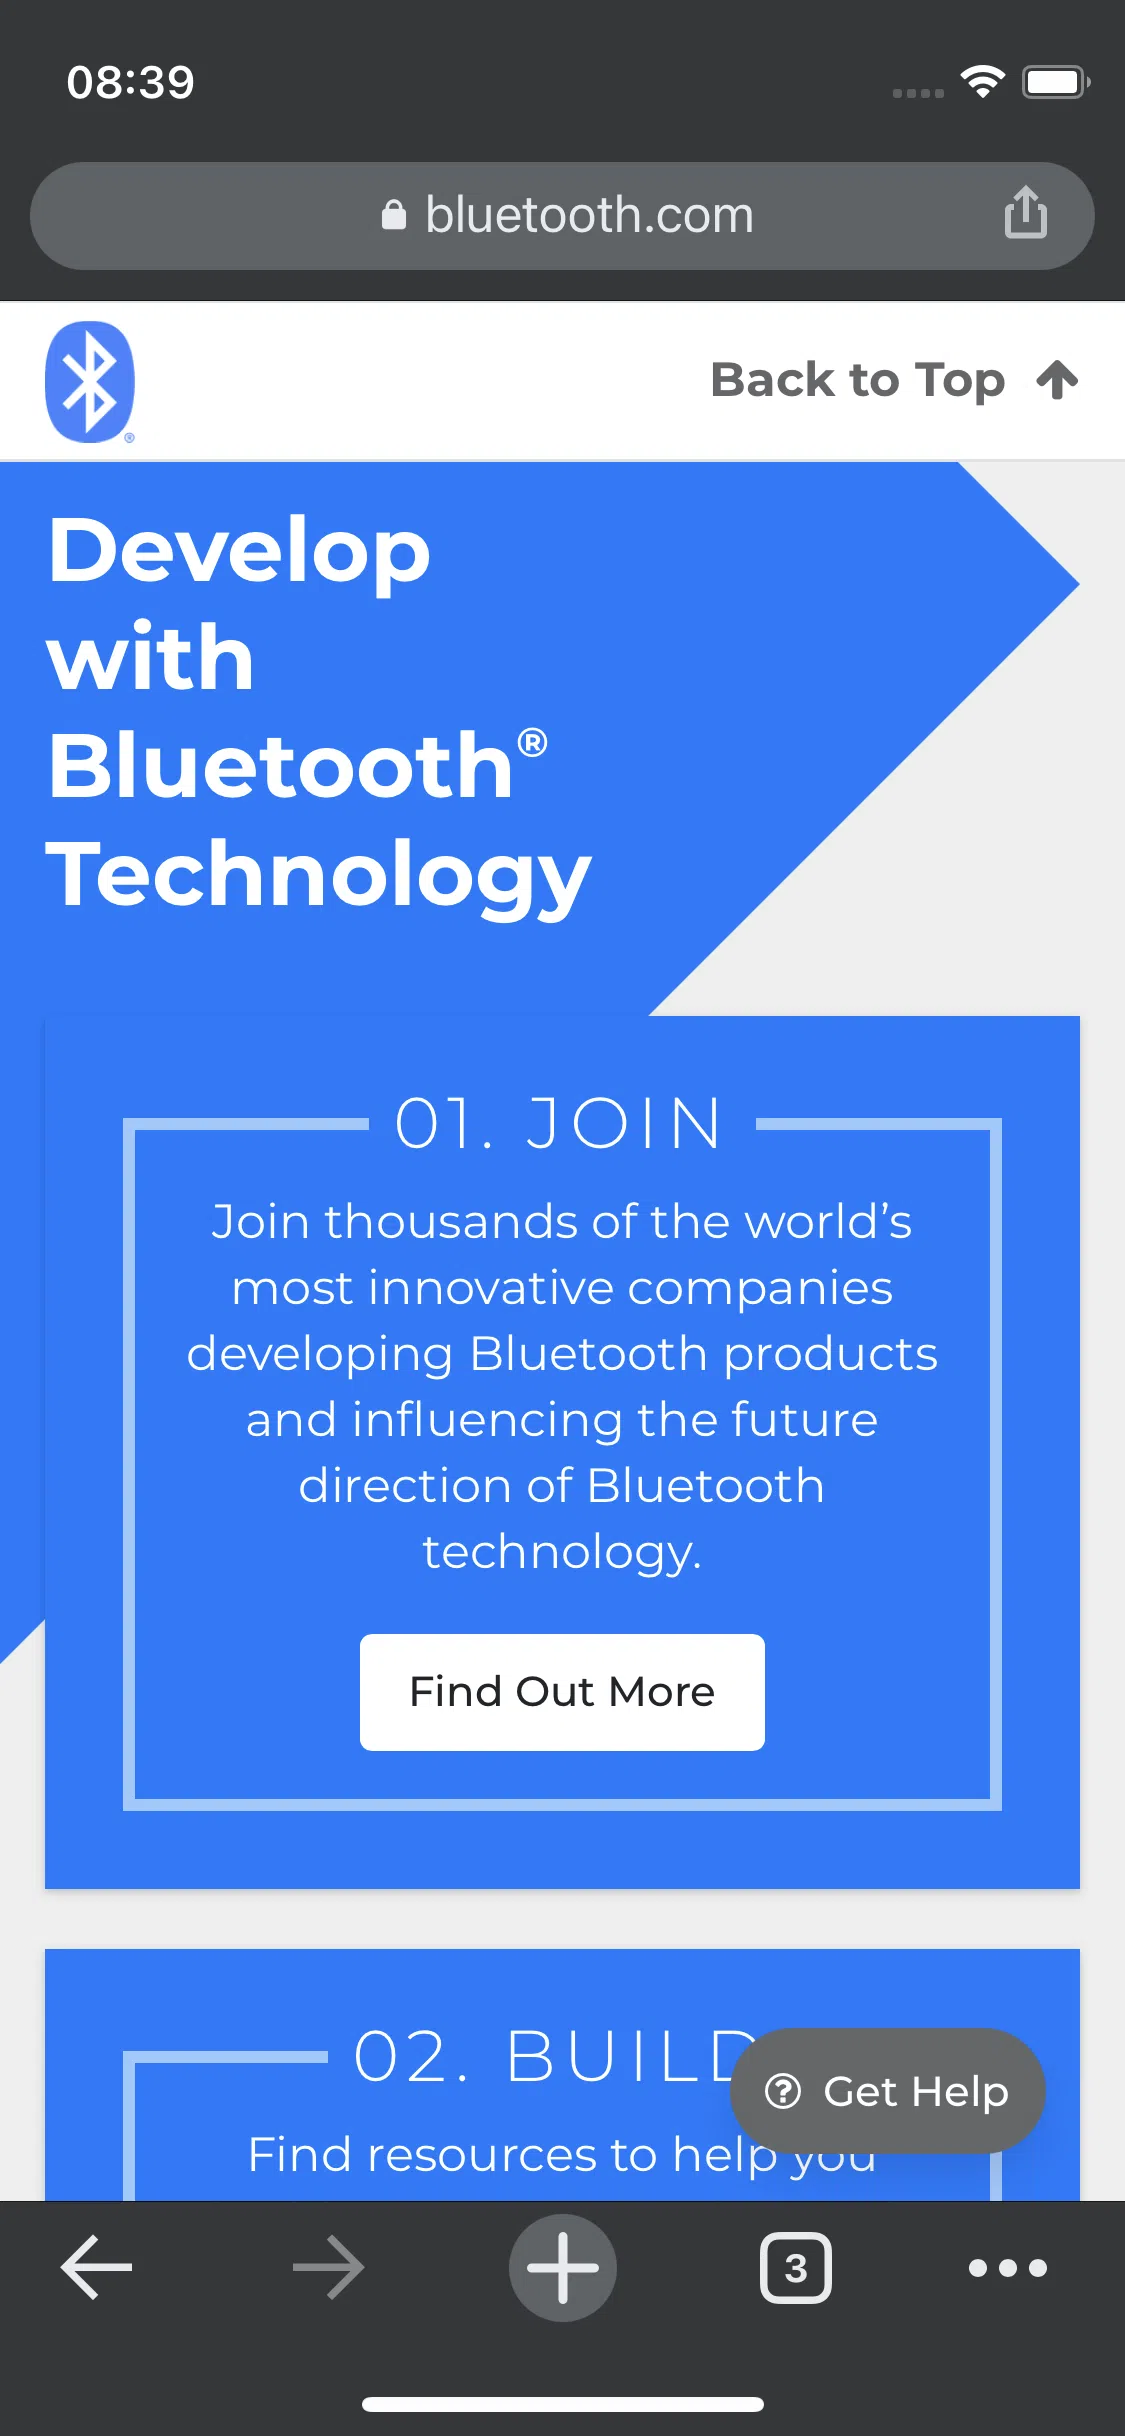 08:39
bluetooth.com
Back to Top
Develop
with
Bluetooth®
Technology
01. JOIN
Join thousands of the world’s
most innovative companies
developing Bluetooth products
and influencing the future
direction of Bluetooth
technology.
Find Out More
02. BUILD
Get Help
Find resources to help you
3